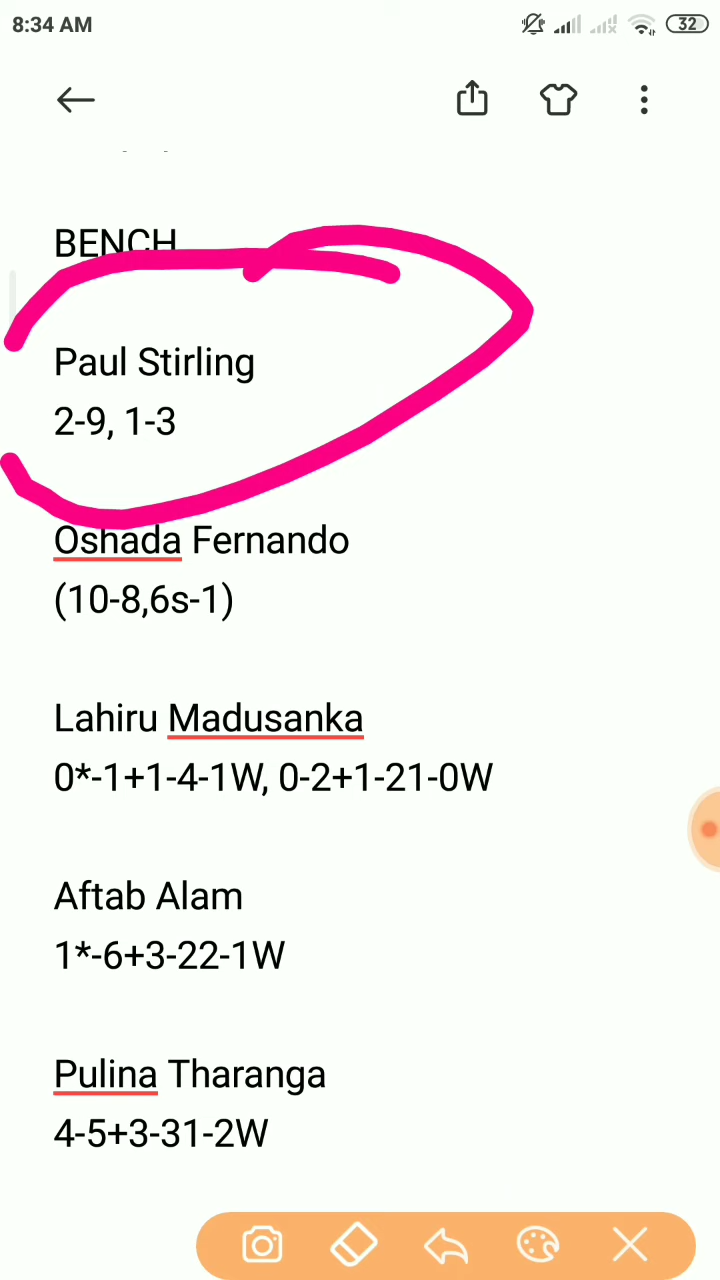 8:34 AM
32
BENCH
Paul Stirling
2-9, 1-3
Oshada Fernando
(10-8,6s-1)
Lahiru Madusanka
0*-1+1-4-1W, 0-2+1-21-0W
Aftab Alam
1*-6+3-22-1W
Pulina Tharanga
4-5+3-31-2W